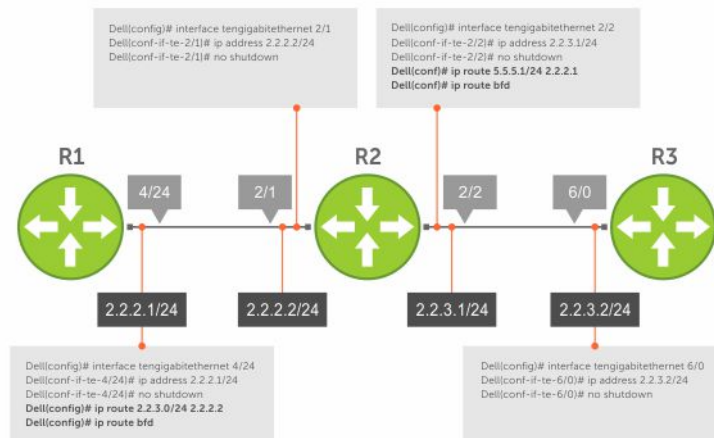 Dell(config)# interface tengigabitethernet 2/1
Dell(conf-if-te-2/1)# ip address 2.2.2.2/24
Dell(conf-if-te-2/1)# no shutdown
Dell(config)# interface tengigabitethernet 2/2
Dell(conf-if-te-2/2)# ip address 2.2.3.1/24
Dell(conf-if-te-2/2)# no shutdown
Dell(conf)# ip route 5.5.5.1/24 2.2.2.1
Dell(conf)# ip route bfd
R1
R2
R3
4/24
2/1
2/2
6/0
2.2.2.1/24
2.2.2.2/24
2.2.3.1/24
2.2.3.2/24
Dell(config)# interface tengigabitethernet 4/24
Dell(conf-if-te-4/24)# ip address 2.2.2.1/24
Dell(conf-if-te-4/24)# no shutdown
Dell(config)# ip route 2.2.3.0/24 2.2.2.2
Dell(config)# ip route bfd
Dell(config)# interface tengigabitethernet 6/0
Dell(conf-if-te-6/0)# ip address 2.2.3.2/24
Dell(conf-if-te-6/0)# no shutdown